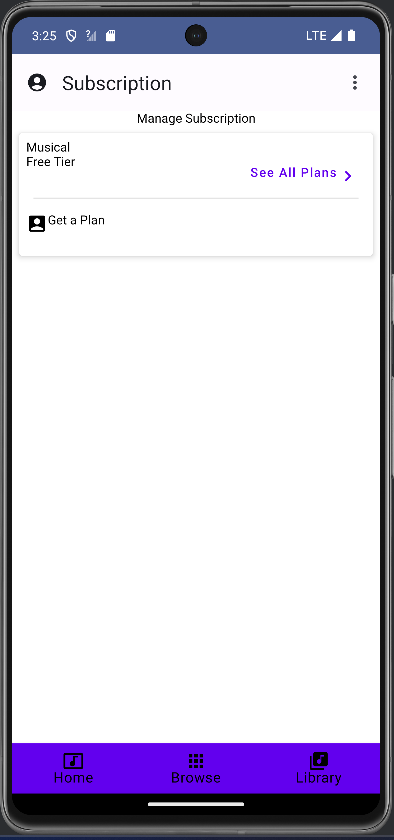 3:25
LTE
Subscription
Manage Subscription
Musical
Free Tier
See All Plans
Get a Plan
Home Browse Library